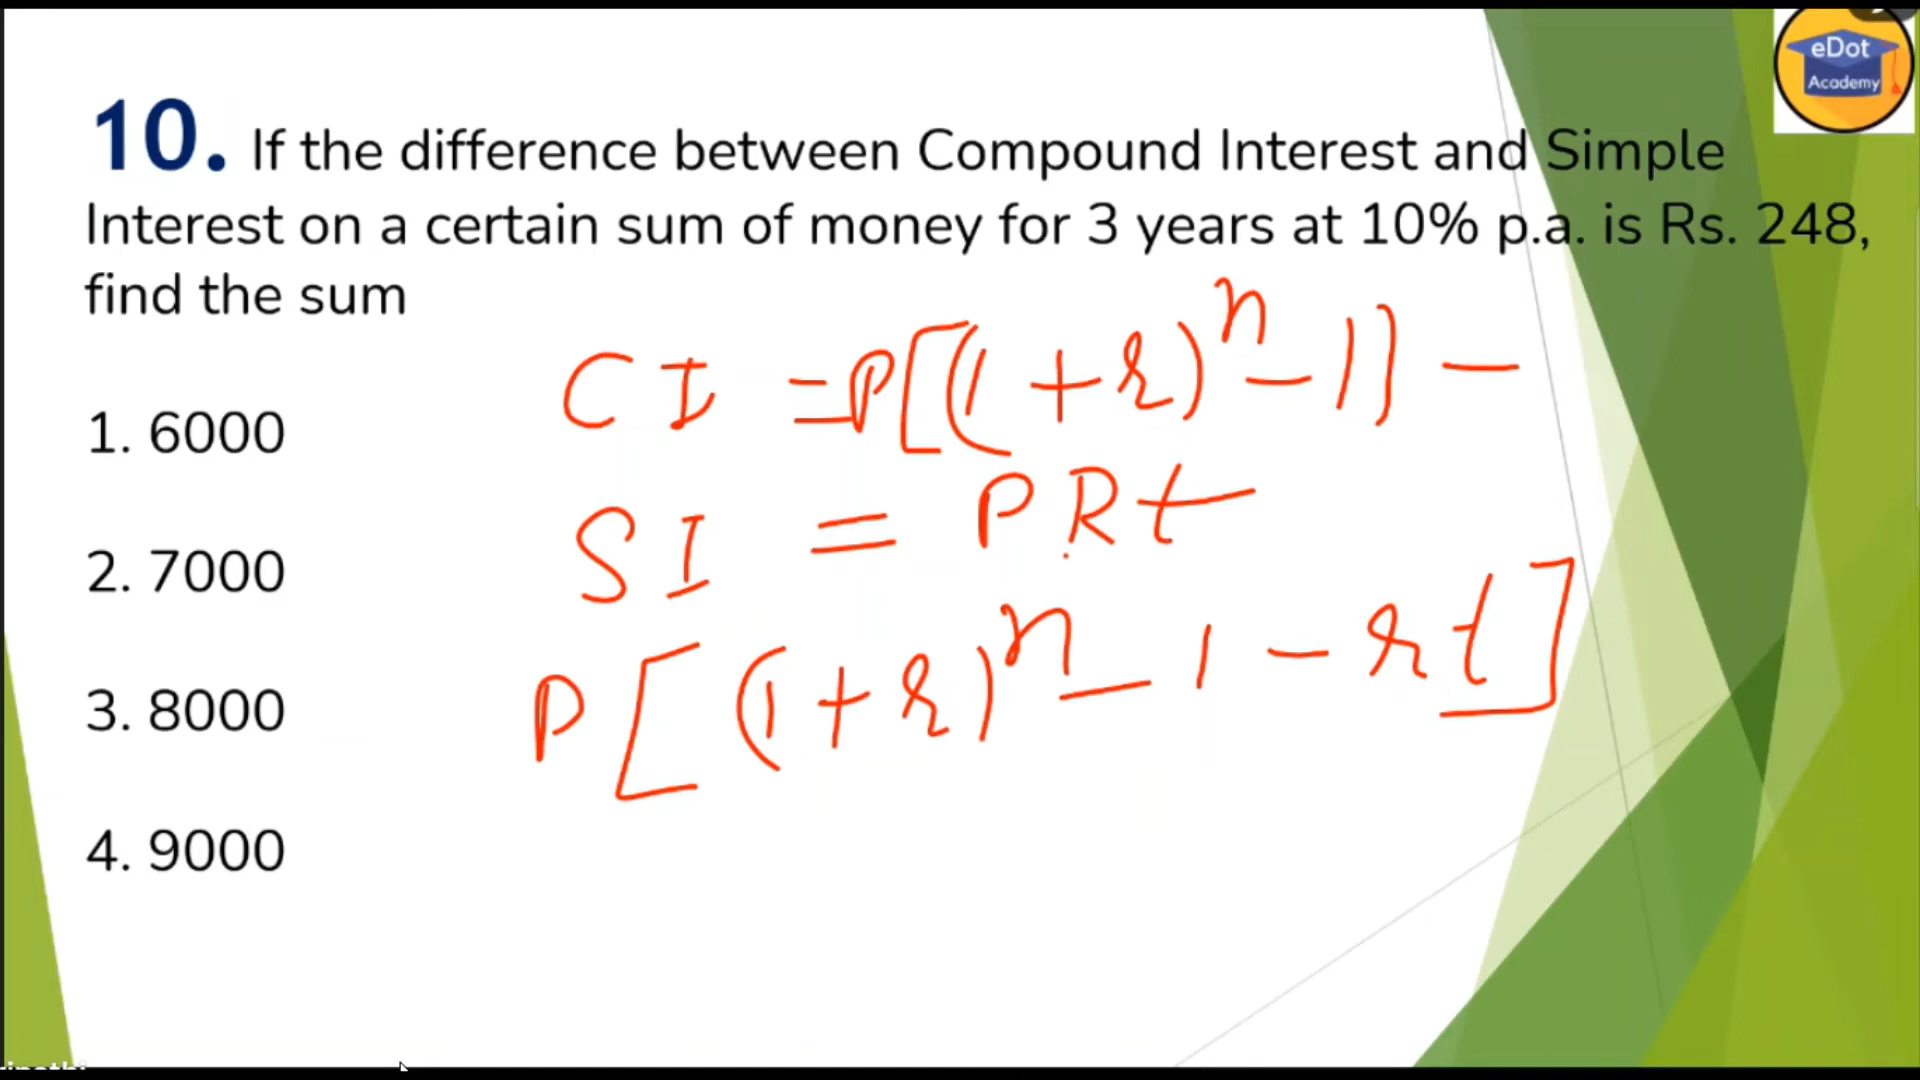 eDot
Academy
10. If the difference between Compound Interest and Simple
Interest on a certain sum of money for 3 years at 10% p.a. is Rs. 248,
find the sum
CI = P[(1+r)^n - 1] -
1. 6000
SI = PRt
2. 7000
P[(1+r)^n - 1 - rt]
3. 8000
4. 9000